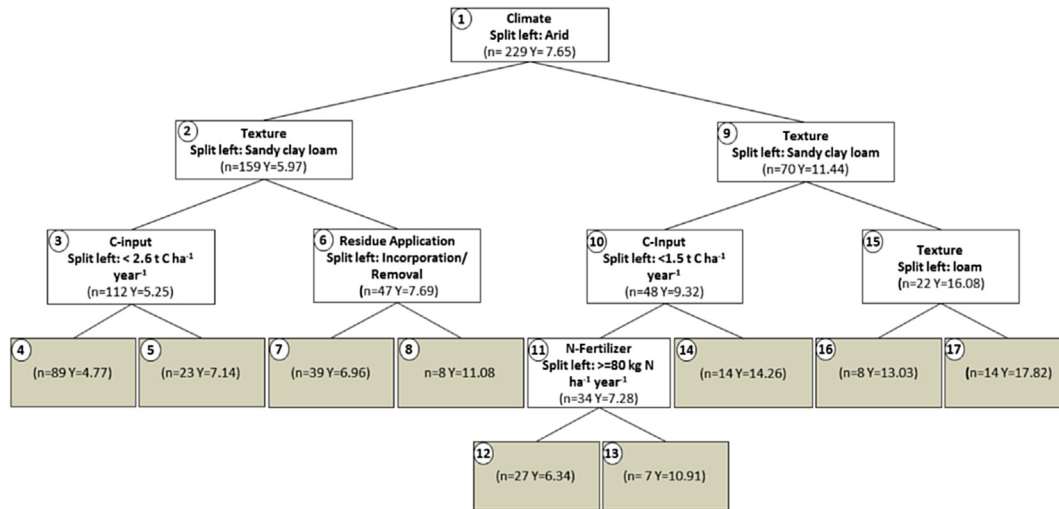 1
Climate
Split left: Arid
(n= 229 Y= 7.65)
2
Texture
Split left: Sandy clay loam
(n=159 Y=5.97)
9
Texture
Split left: Sandy clay loam
(n=70 Y=11.44)
3
C-input
Split left: < 2.6 t C ha⁻¹
year⁻¹
(n=112 Y=5.25)
6
Residue Application
Split left: Incorporation/
Removal
(n=47 Y=7.69)
10
C-Input
Split left: <1.5 t C ha⁻¹
year⁻¹
(n=48 Y=9.32)
15
Texture
Split left: loam
(n=22 Y=16.08)
4
(n=89 Y=4.77)
5
(n=23 Y=7.14)
7
(n=39 Y=6.96)
8
n=8 Y=11.08
11
N-Fertilizer
Split left: >=80 kg N
ha⁻¹ year⁻¹
(n=34 Y=7.28)
14
(n=14 Y=14.26)
16
(n=8 Y=13.03)
17
(n=14 Y=17.82)
12
(n=27 Y=6.34)
13
(n= 7 Y=10.91)